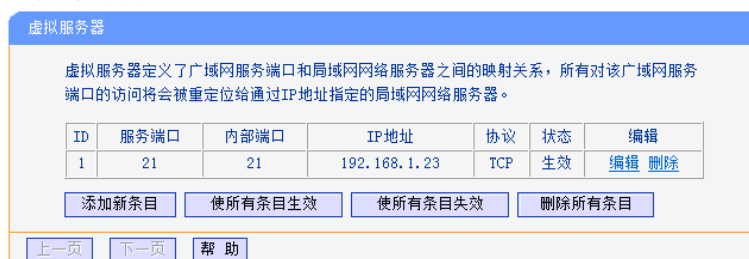 虚拟服务器
虚拟服务器定义了广域网服务端口和局域网网络服务器之间的映射关系，所有对该广域网服务
端口的访问将会被重定位给通过IP地址指定的局域网网络服务器。
ID 服务端口 内部端口 IP地址 协议 状态 编辑
1 21 21 192.168.1.23 TCP 生效 编辑 删除
添加新条目 使所有条目生效 使所有条目失效 删除所有条目
上一页 下一页 帮 助